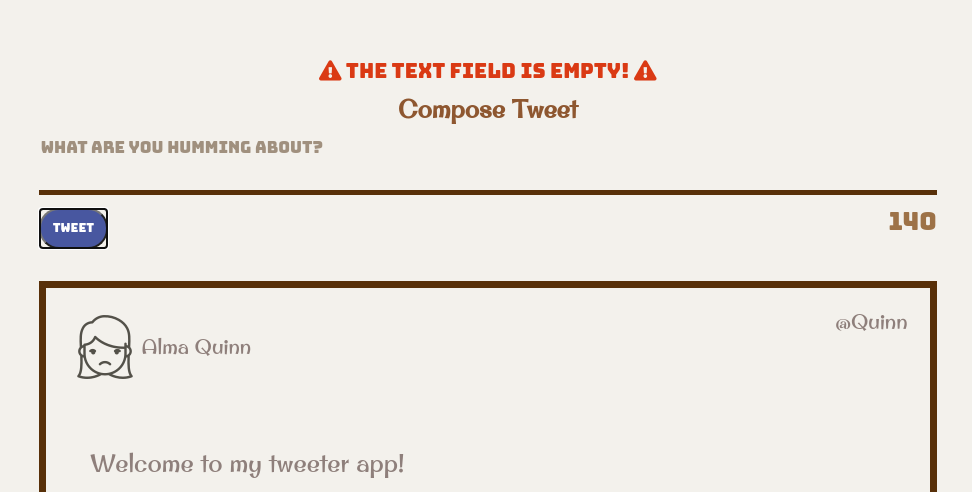 THE TEXT FIELD IS EMPTY!
Compose Tweet
WHAT ARE YOU HUMMING ABOUT?
TWEET
140
Alma Quinn
@Quinn
Welcome to my tweeter app!